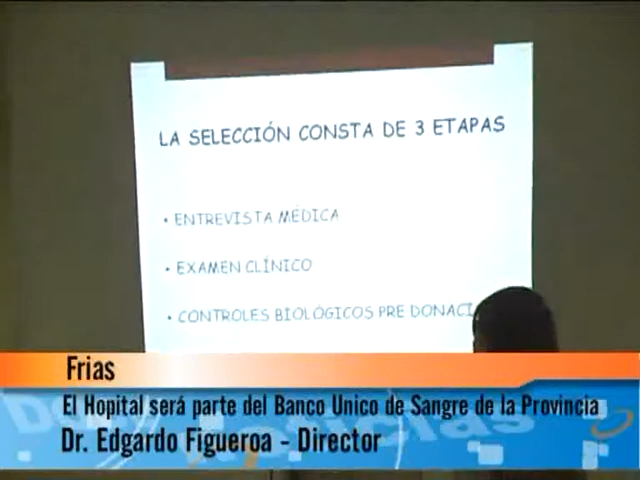 LA SELECCIÓN CONSTA DE 3 ETAPAS
• ENTREVISTA MÉDICA
• EXAMEN CLÍNICO
• CONTROLES BIOLÓGICOS PRE DONACI
Frias
El Hopital será parte del Banco Unico de Sangre de la Provincia
Dr. Edgardo Figueroa - Director